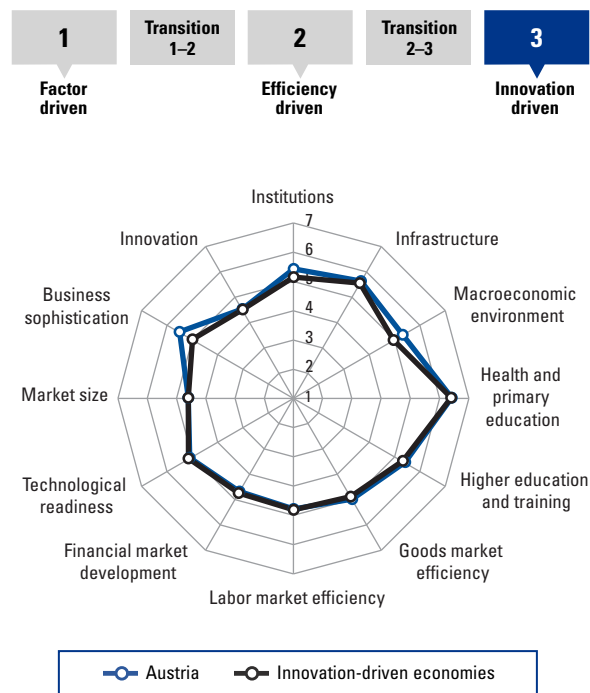 1
Transition
1–2
2
Transition
2–3
3
Factor
driven
Efficiency
driven
Innovation
driven
Institutions
7
Innovation
6
Infrastructure
5
Business
sophistication
Macroeconomic
environment
4
3
2
Market size
1
Health and
primary
education
Technological
readiness
Higher education
and training
Financial market
development
Goods market
efficiency
Labor market efficiency
Austria
Innovation-driven economies